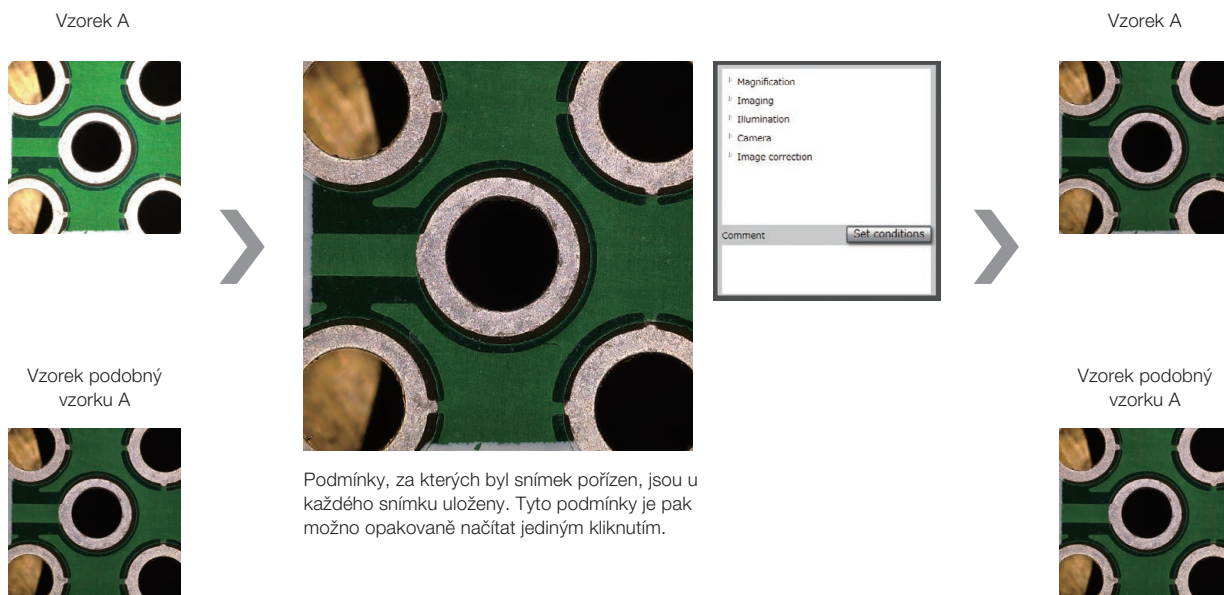 Vzorek A
Vzorek podobný
vzorku A
Podmínky, za kterých byl snímek pořízen, jsou u
každého snímku uloženy. Tyto podmínky je pak
možno opakovaně načítat jediným kliknutím.
Magnification
Imaging
Illumination
Camera
Image correction
Comment
Set conditions
Vzorek A
Vzorek podobný
vzorku A